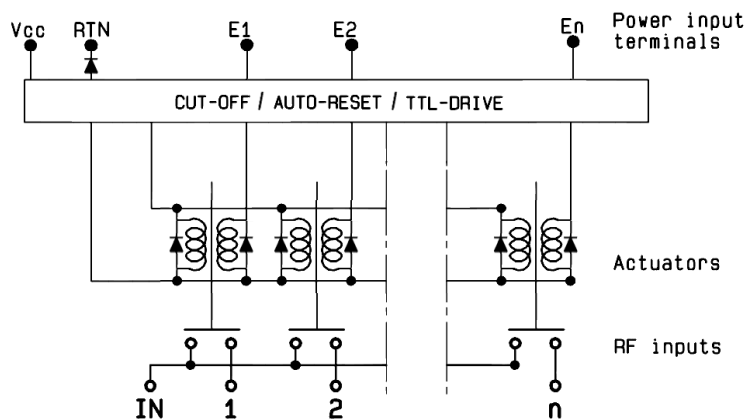 Vcc RTN E1 E2 En Power input
terminals
CUT-OFF / AUTO-RESET / TTL-DRIVE
Actuators
RF inputs
IN 1 2 n